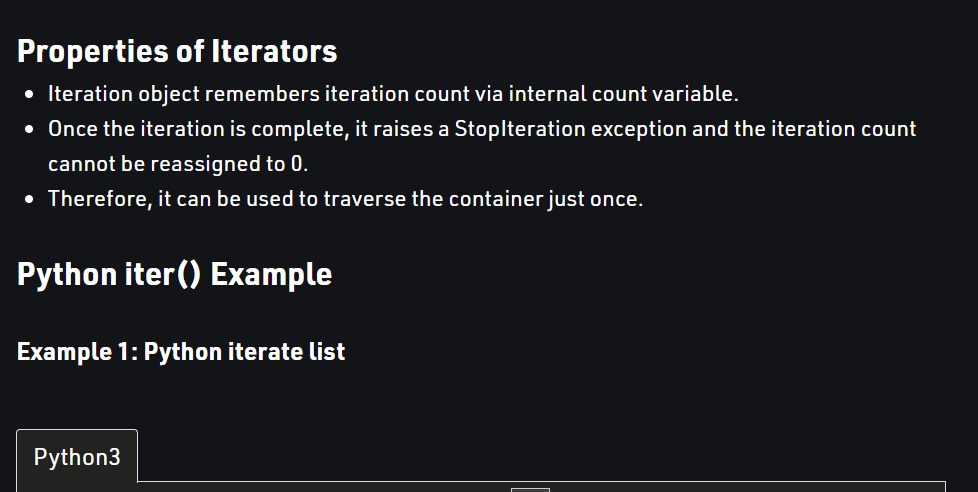 Properties of Iterators
• Iteration object remembers iteration count via internal count variable.
• Once the iteration is complete, it raises a StopIteration exception and the iteration count
cannot be reassigned to 0.
• Therefore, it can be used to traverse the container just once.
Python iter() Example
Example 1: Python iterate list
Python3